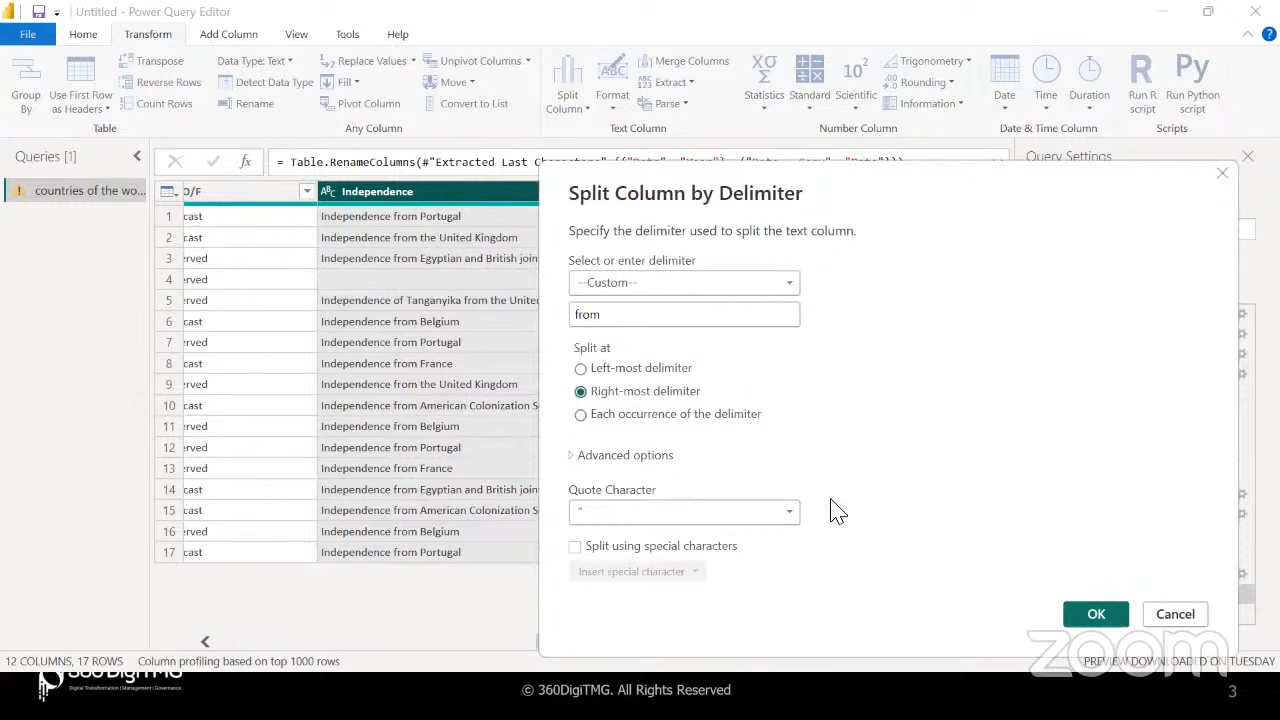 Untitled - Power Query Editor
File Home Transform Add Column View Tools Help
Group By
Use First Row as Headers
Transpose
Reverse Rows
Count Rows
Table
Data Type: Text
Detect Data Type
Rename
Replace Values
Fill
Pivot Column
Unpivot Columns
Move
Convert to List
Any Column
Split Column
Format
Merge Columns
Extract
Parse
Text Column
Statistics
Standard
Scientific
Trigonometry
Rounding
Information
Number Column
Date
Time
Duration
Date & Time Column
Run R script
Run Python script
Scripts
Queries [1]
countries of the wo...
Query Settings
O/F Independence
1 cast Independence from Portugal
2 cast Independence from the United Kingdom
3 erved Independence from Egyptian and British join
4 erved
5 erved Independence of Tanganyika from the United
6 cast Independence from Belgium
7 erved Independence from Portugal
8 cast Independence from France
9 erved Independence from the United Kingdom
10 cast Independence from American Colonization S
11 erved Independence from Belgium
12 erved Independence from Portugal
13 erved Independence from France
14 cast Independence from Egyptian and British join
15 cast Independence from American Colonization S
16 erved Independence from Belgium
17 cast Independence from Portugal
Split Column by Delimiter
Specify the delimiter used to split the text column.
Select or enter delimiter
--Custom--
from
Split at
Left-most delimiter
Right-most delimiter
Each occurrence of the delimiter
Advanced options
Quote Character
"
Split using special characters
Insert special character
OK Cancel
12 COLUMNS, 17 ROWS Column profiling based on top 1000 rows
PREVIEW DOWNLOADED ON TUESDAY
zoom
360DigiTMG
Digital Transformation | Management | Governance
© 360DigiTMG. All Rights Reserved
3